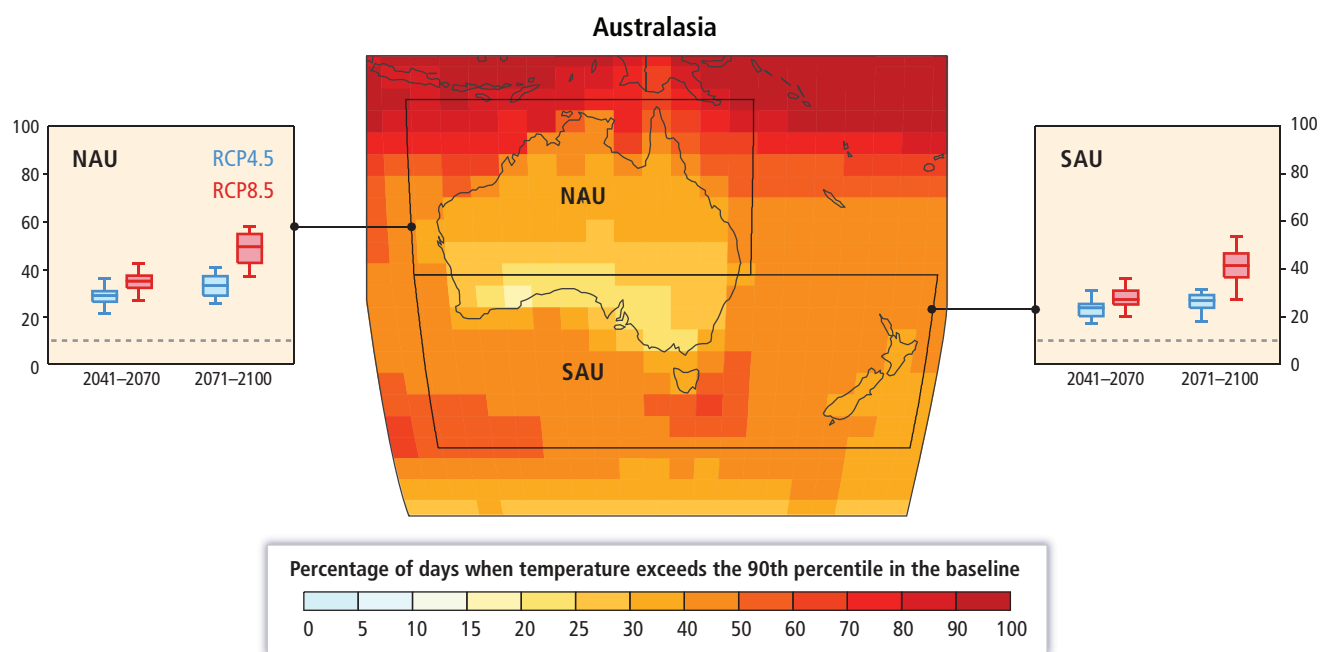 Australasia
NAU
RCP4.5
RCP8.5
100
80
60
40
20
0
2041–2070
2071–2100
NAU
SAU
SAU
100
80
60
40
20
0
2041–2070
2071–2100
Percentage of days when temperature exceeds the 90th percentile in the baseline
0 5 10 15 20 25 30 40 50 60 70 80 90 100